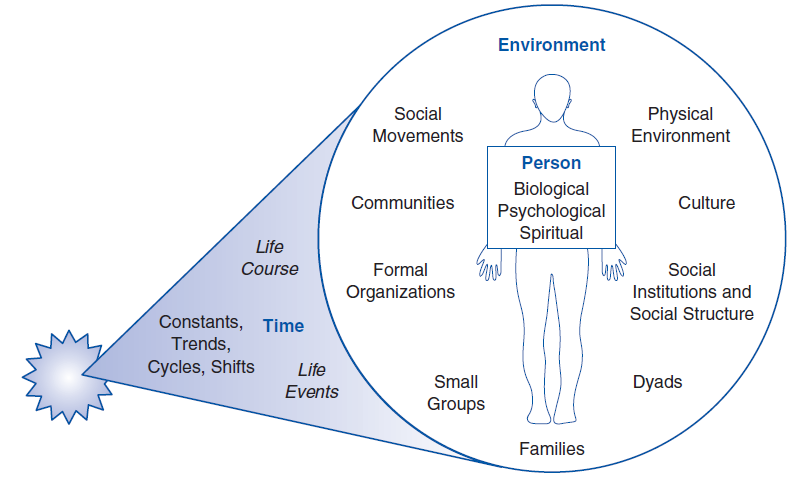 Environment
Social
Movements
Physical
Environment
Person
Biological
Psychological
Spiritual
Communities
Culture
Life
Course
Formal
Organizations
Social
Institutions and
Social Structure
Constants,
Trends,
Cycles, Shifts
Time
Life
Events
Small
Groups
Dyads
Families